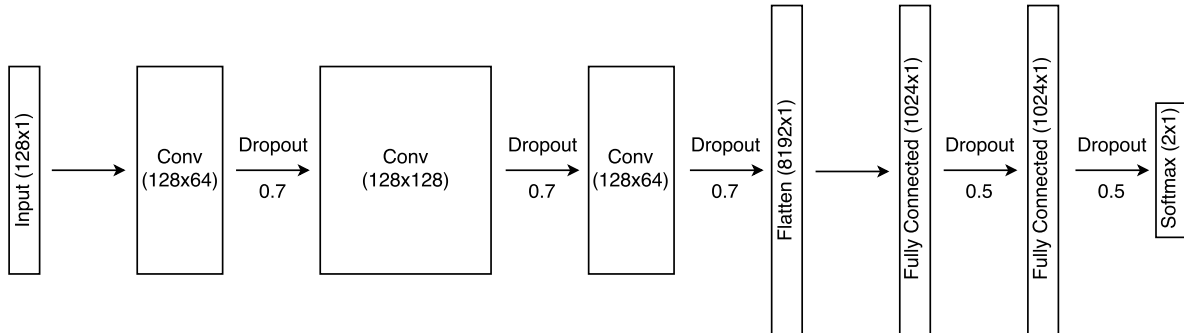 Input (128x1)
Conv
(128x64)
Dropout
0.7
Conv
(128x128)
Dropout
0.7
Conv
(128x64)
Dropout
0.7
Flatten (8192x1)
Fully Connected (1024x1)
Dropout
0.5
Fully Connected (1024x1)
Dropout
0.5
Softmax (2x1)